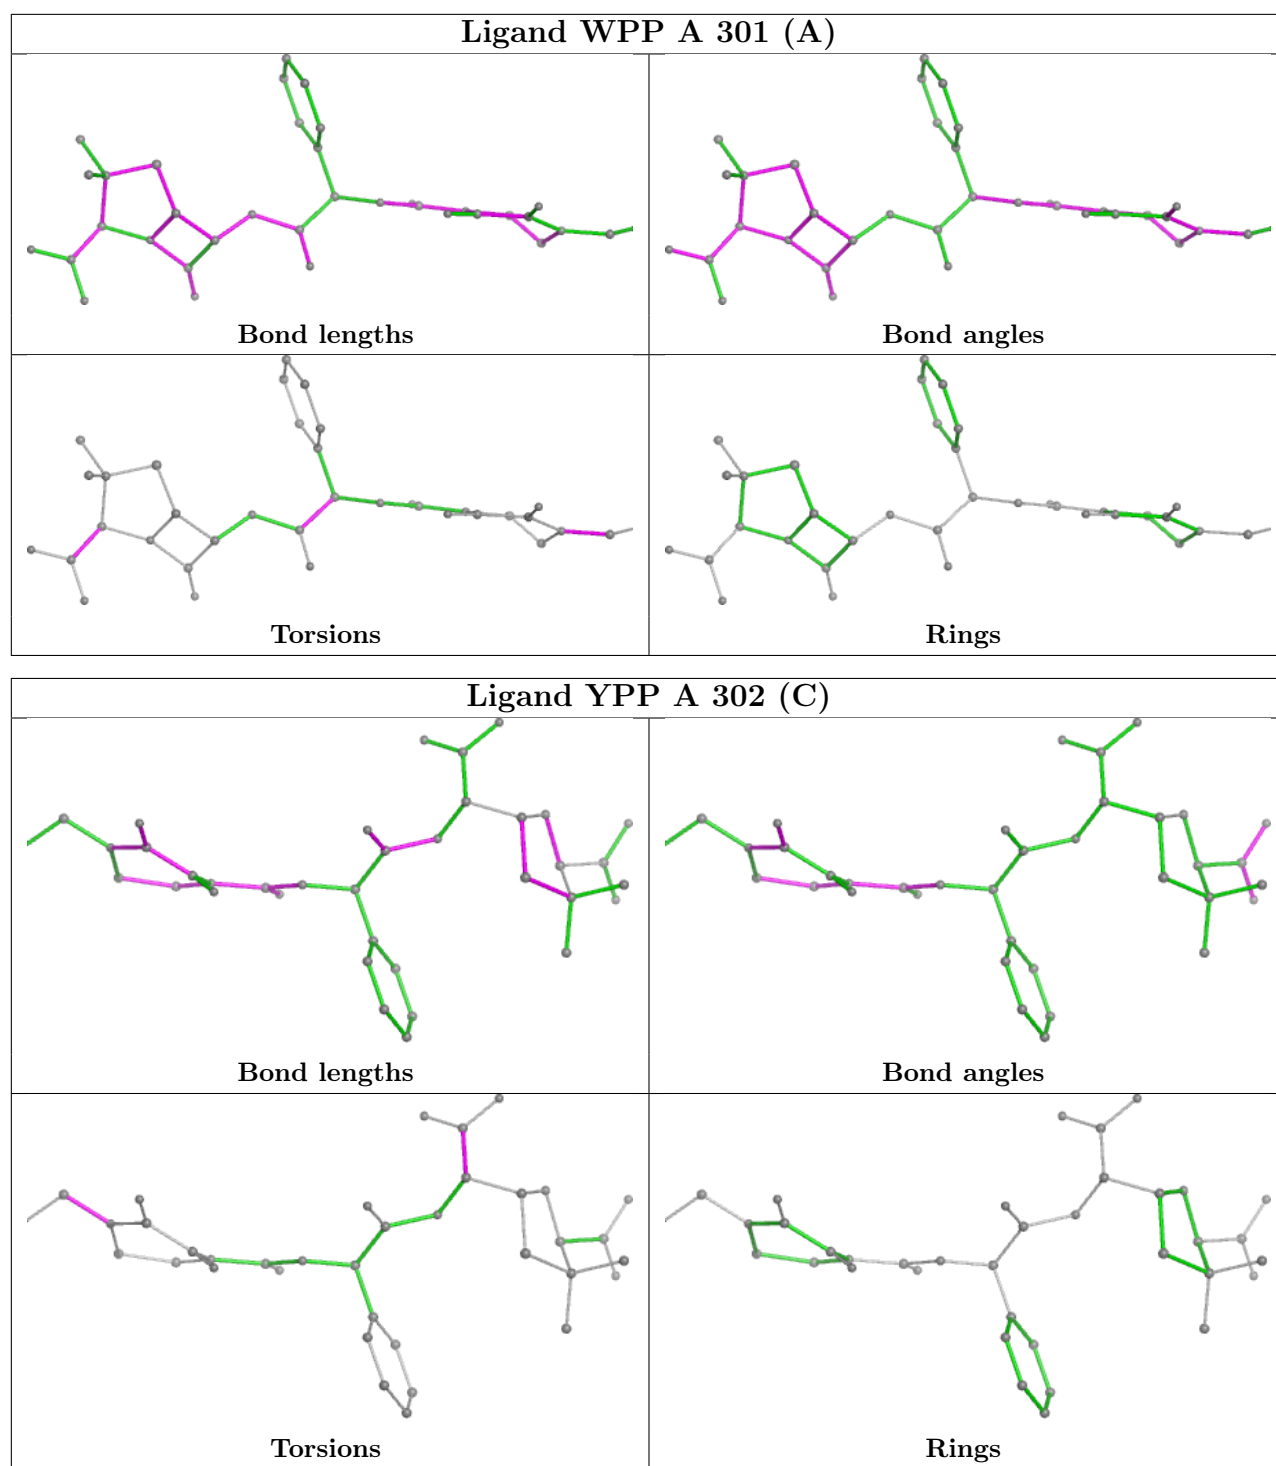 Ligand WPP A 301 (A)
Bond lengths
Bond angles
Torsions
Rings
Ligand YPP A 302 (C)
Bond lengths
Bond angles
Torsions
Rings